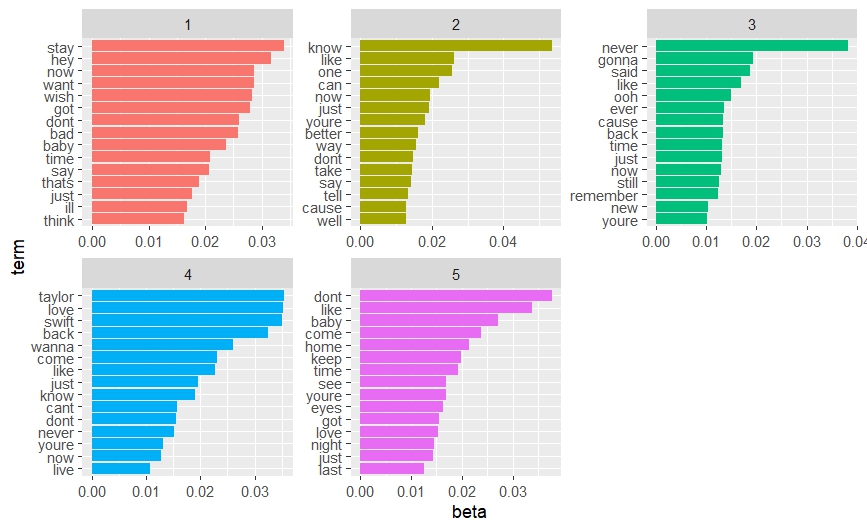 1
stay
hey
now
want
wish
got
dont
bad
baby
time
say
thats
just
ill
think
0.00 0.01 0.02 0.03
2
know
like
one
can
now
just
youre
better
way
dont
take
say
tell
cause
well
0.00 0.02 0.04
3
never
gonna
said
like
ooh
ever
cause
back
time
just
now
still
remember
new
youre
0.00 0.01 0.02 0.03 0.04
term
4
taylor
love
swift
back
wanna
come
like
just
know
cant
dont
never
youre
now
live
0.00 0.01 0.02 0.03
5
dont
like
baby
come
home
keep
time
see
youre
eyes
got
love
night
just
last
0.00 0.01 0.02 0.03
beta